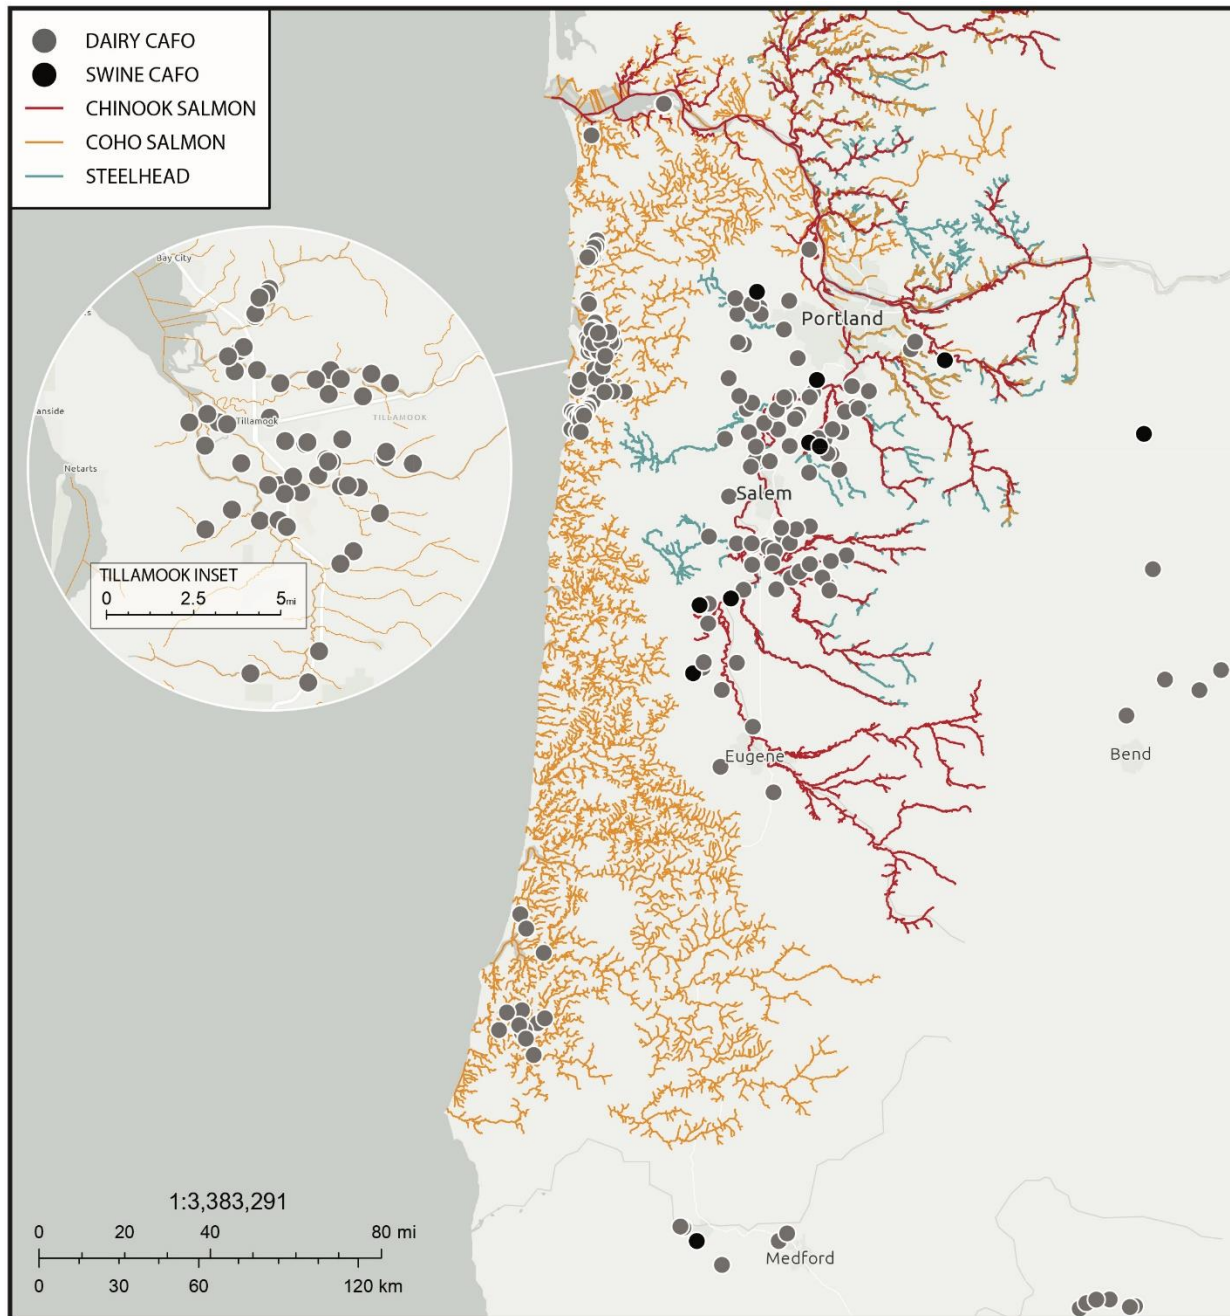 DAIRY CAFO
SWINE CAFO
CHINOOK SALMON
COHO SALMON
STEELHEAD
Bay City
ts
anside
Tillamook
TILLAMOOK
Netarts
TILLAMOOK INSET
0 2.5 5mi
Portland
Salem
Eugene
Bend
Medford
1:3,383,291
0 20 40 80 mi
0 30 60 120 km